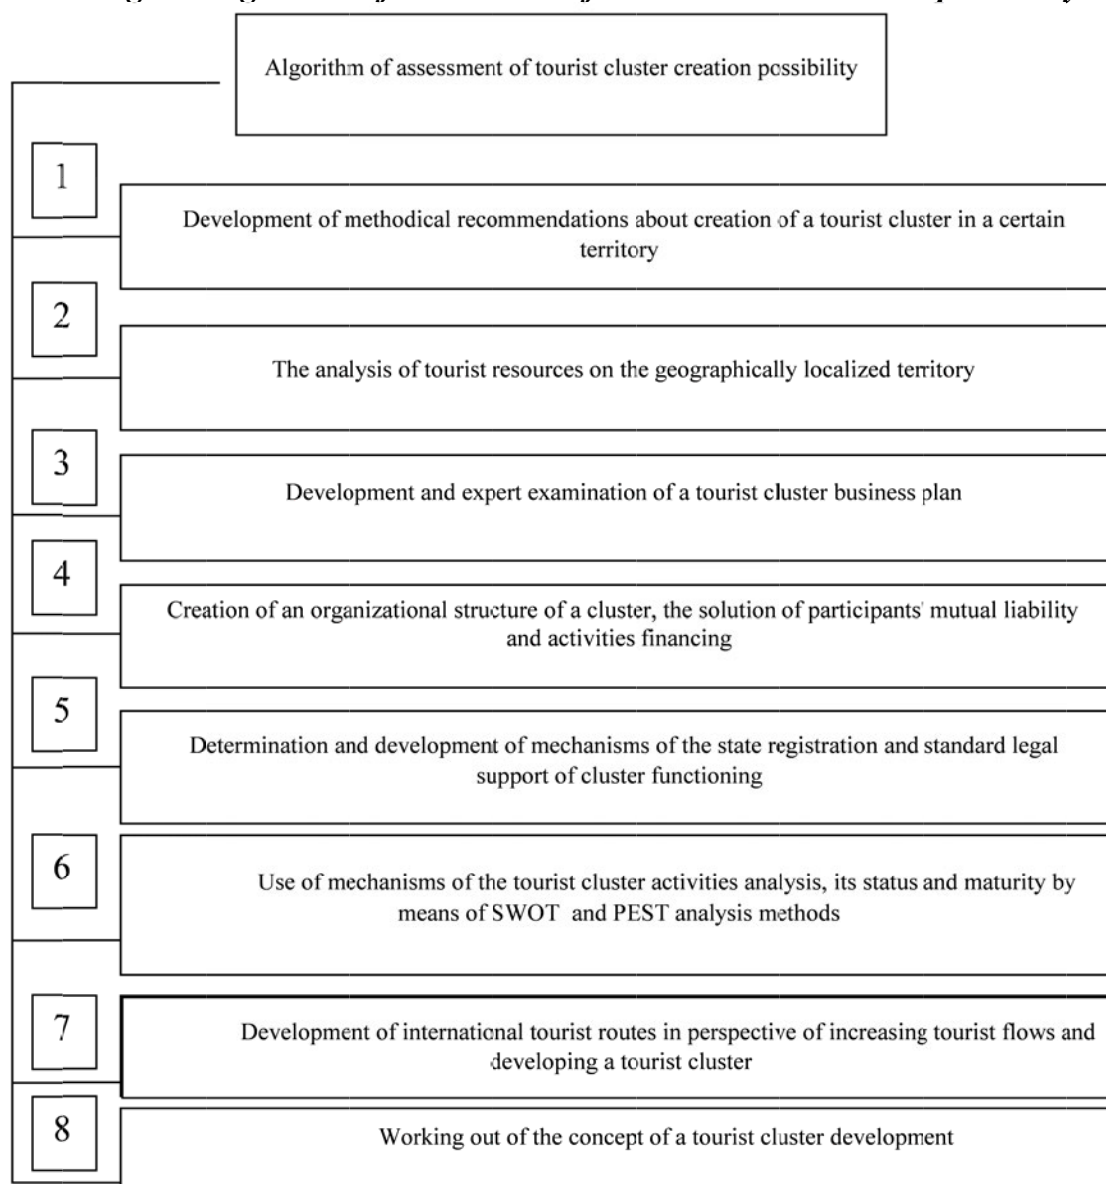 Algorithm of assessment of tourist cluster creation possibility
1
Development of methodical recommendations about creation of a tourist cluster in a certain
territory
2
The analysis of tourist resources on the geographically localized territory
3
Development and expert examination of a tourist cluster business plan
4
Creation of an organizational structure of a cluster, the solution of participants' mutual liability
and activities financing
5
Determination and development of mechanisms of the state registration and standard legal
support of cluster functioning
6
Use of mechanisms of the tourist cluster activities analysis, its status and maturity by
means of SWOT and PEST analysis methods
7
Development of international tourist routes in perspective of increasing tourist flows and
developing a tourist cluster
8
Working out of the concept of a tourist cluster development